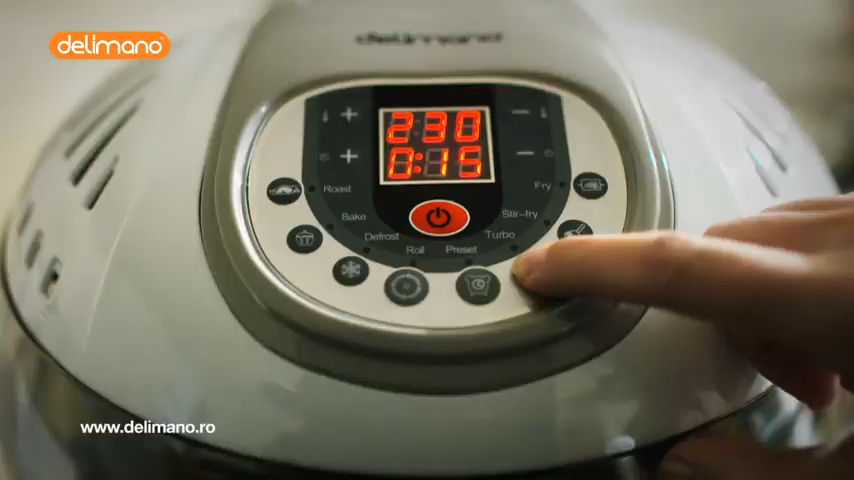 delimano
delimano
230
0:15
Roast
Fry
Bake
Stir-fry
Defrost
Turbo
Roll
Preset
www.delimano.ro